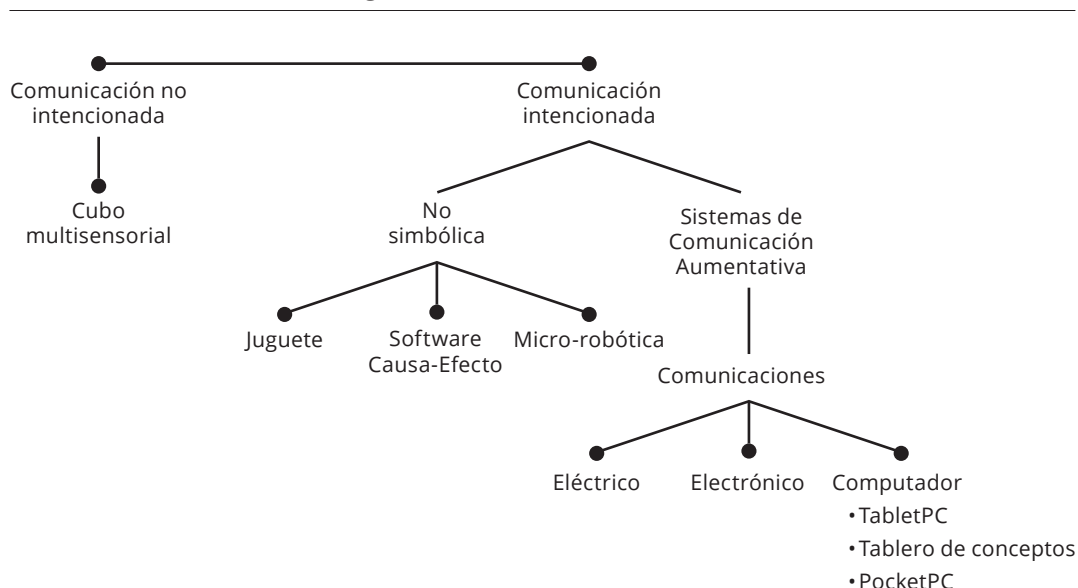 Comunicación no
intencionada
Comunicación
intencionada
Cubo
multisensorial
No
simbólica
Sistemas de
Comunicación
Aumentativa
Juguete
Software
Causa-Efecto
Micro-robótica
Comunicaciones
Eléctrico
Electrónico
Computador
•TabletPC
•Tablero de conceptos
•PocketPC